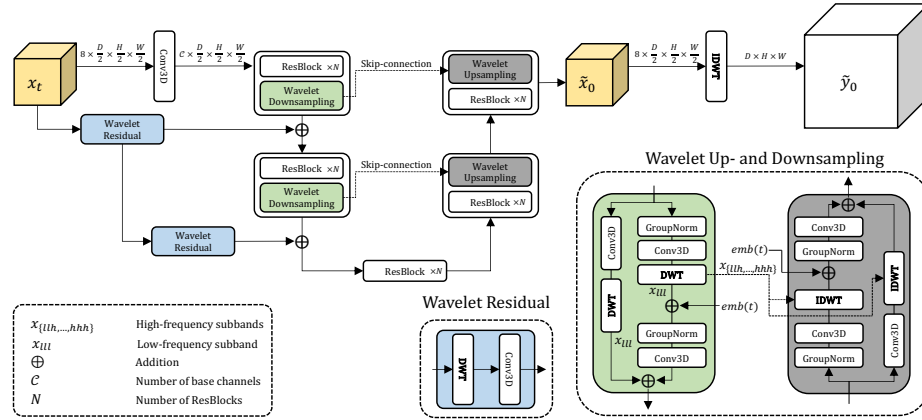 x_t
8 × D/2 × H/2 × W/2
Conv3D
C × D/2 × H/2 × W/2
ResBlock ×N
Wavelet
Downsampling
Skip-connection
Wavelet
Upsampling
ResBlock ×N
x̃_0
8 × D/2 × H/2 × W/2
IDWT
D × H × W
ỹ_0
Wavelet
Residual
ResBlock ×N
Wavelet
Downsampling
Skip-connection
Wavelet
Upsampling
ResBlock ×N
Wavelet
Residual
ResBlock ×N
Wavelet Up- and Downsampling
Conv3D
DWT
x_lll
GroupNorm
Conv3D
DWT
x_lll
GroupNorm
Conv3D
x_{llh,…,hhh}
emb(t)
emb(t)
Conv3D
GroupNorm
IDWT
Conv3D
GroupNorm
IDWT
Conv3D
Wavelet Residual
DWT
Conv3D
x_{llh,…,hhh} High-frequency subbands
x_lll Low-frequency subband
⊕ Addition
C Number of base channels
N Number of ResBlocks